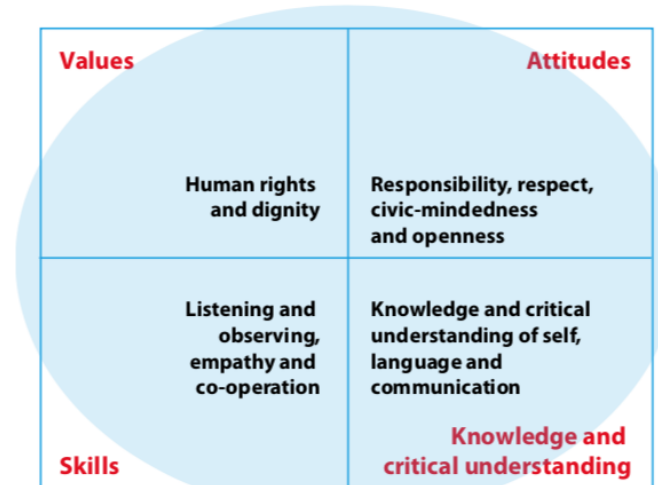 Values
Attitudes
Human rights
and dignity
Responsibility, respect,
civic-mindedness
and openness
Listening and
observing,
empathy and
co-operation
Knowledge and critical
understanding of self,
language and
communication
Skills
Knowledge and
critical understanding